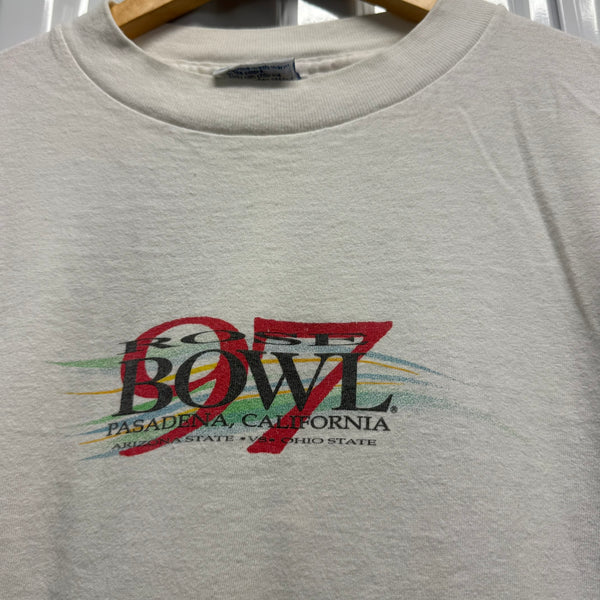 97
ROSE
BOWL®
PASADENA, CALIFORNIA
ARIZONA STATE • VS • OHIO STATE